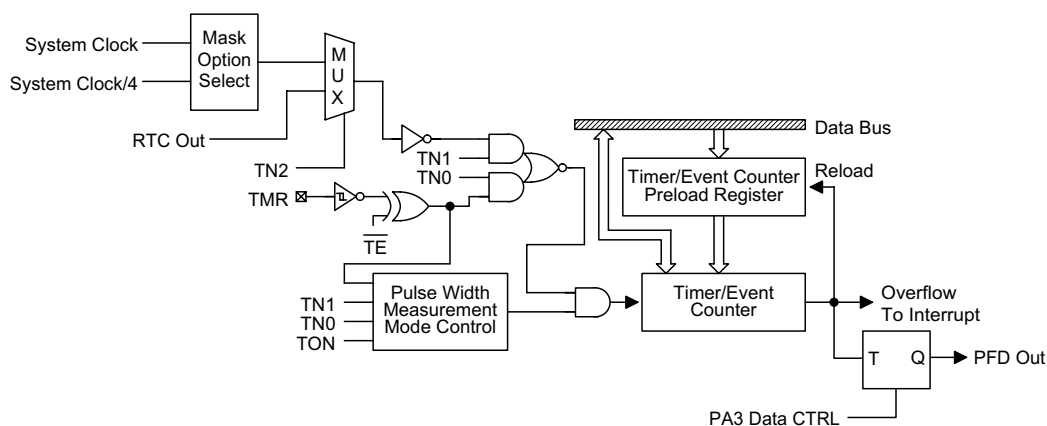 System Clock
System Clock/4
Mask
Option
Select
M
U
X
RTC Out
TN2
TN1
TN0
TMR
TE
Data Bus
Timer/Event Counter
Preload Register
Reload
TN1
TN0
TON
Pulse Width
Measurement
Mode Control
Timer/Event
Counter
Overflow
To Interrupt
T
Q
PFD Out
PA3 Data CTRL